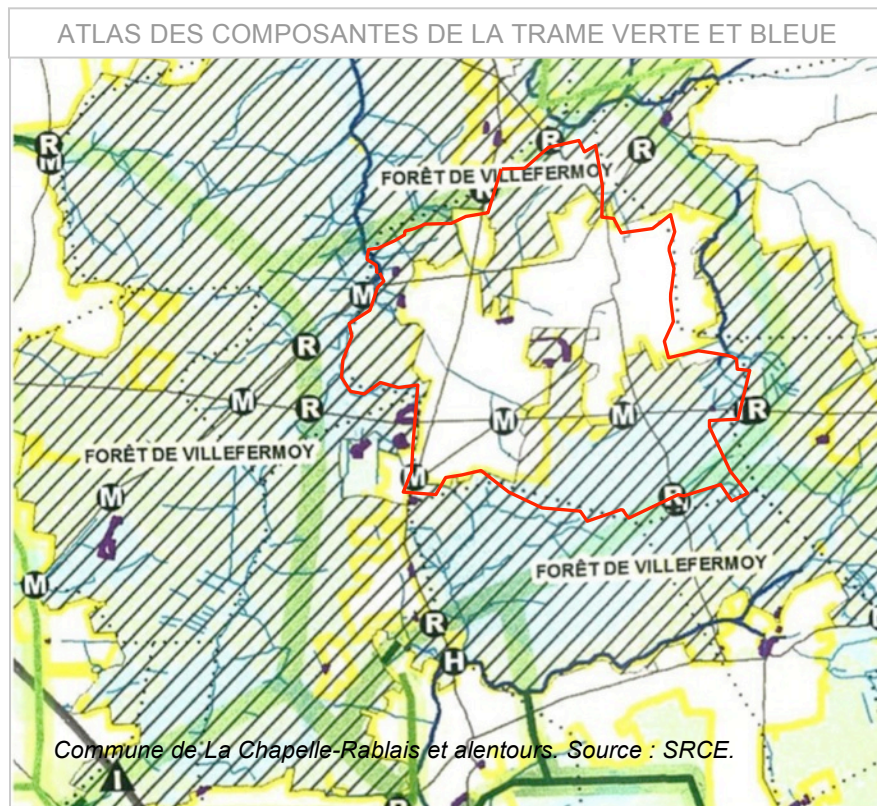 ATLAS DES COMPOSANTES DE LA TRAME VERTE ET BLEUE
R
M
R
R
FORÊT DE VILLEFERMOY
R
M
R
M
R
M
M
R
FORÊT DE VILLEFERMOY
M
M
R
M
FORÊT DE VILLEFERMOY
R
H
Commune de La Chapelle-Rablais et alentours. Source : SRCE.
I
R